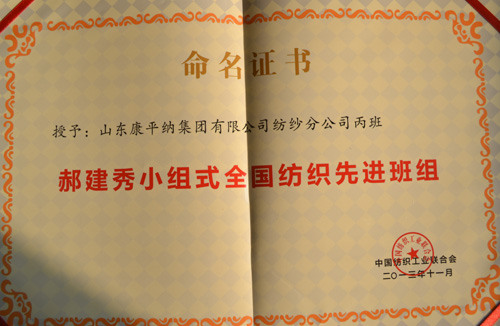 命名证书
授予：山东康平纳集团有限公司纺纱分公司丙班
郝建秀小组式全国纺织先进班组
中国纺织工业联合会
二〇一三年十一月